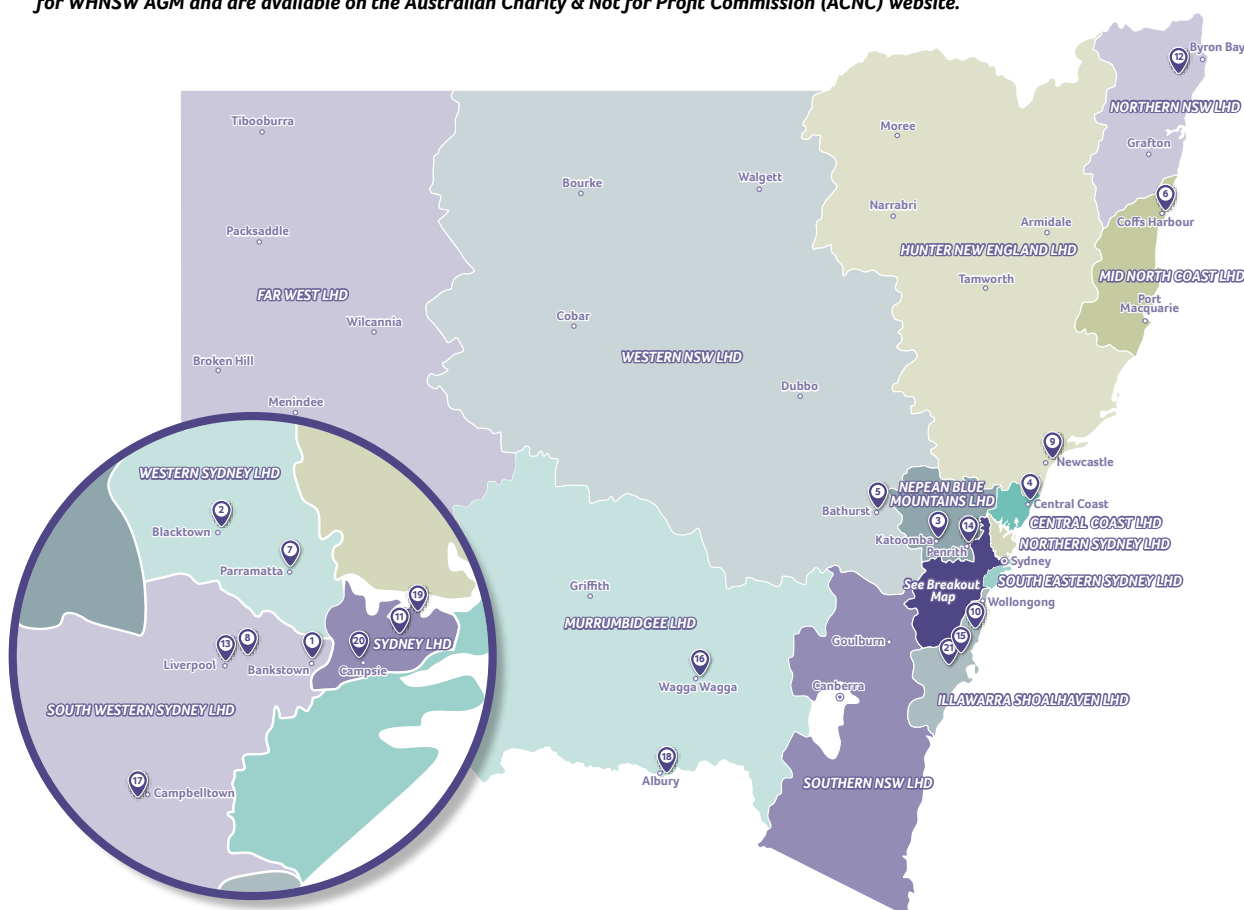 for WHNSW AGM and are available on the Australian Charity & Not for Profit Commission (ACNC) website.
12
Byron Bay
NORTHERN NSW LHD
Tibooburra
Moree
Grafton
Bourke
Walgett
6
Narrabri
Armidale
Coffs Harbour
Packsaddle
HUNTER NEW ENGLAND LHD
MID NORTH COAST LHD
Tamworth
FAR WEST LHD
Port
Macquarie
Wilcannia
Cobar
WESTERN NSW LHD
Broken Hill
Dubbo
Menindee
9
Newcastle
WESTERN SYDNEY LHD
NEPEAN BLUE
MOUNTAINS LHD
4
5
Central Coast
2
Bathurst
CENTRAL COAST LHD
3
14
Blacktown
Katoomba
NORTHERN SYDNEY LHD
7
Penrith
Sydney
Parramatta
SOUTH EASTERN SYDNEY LHD
Griffith
See Breakout
Map
19
Wollongong
11
10
MURRUMBIDGEE LHD
13
8
1
20
SYDNEY LHD
15
Goulburn
21
Liverpool
Bankstown
Campsie
16
Wagga Wagga
Canberra
ILLAWARRA SHOALHAVEN LHD
SOUTH WESTERN SYDNEY LHD
18
17
Albury
SOUTHERN NSW LHD
Campbelltown